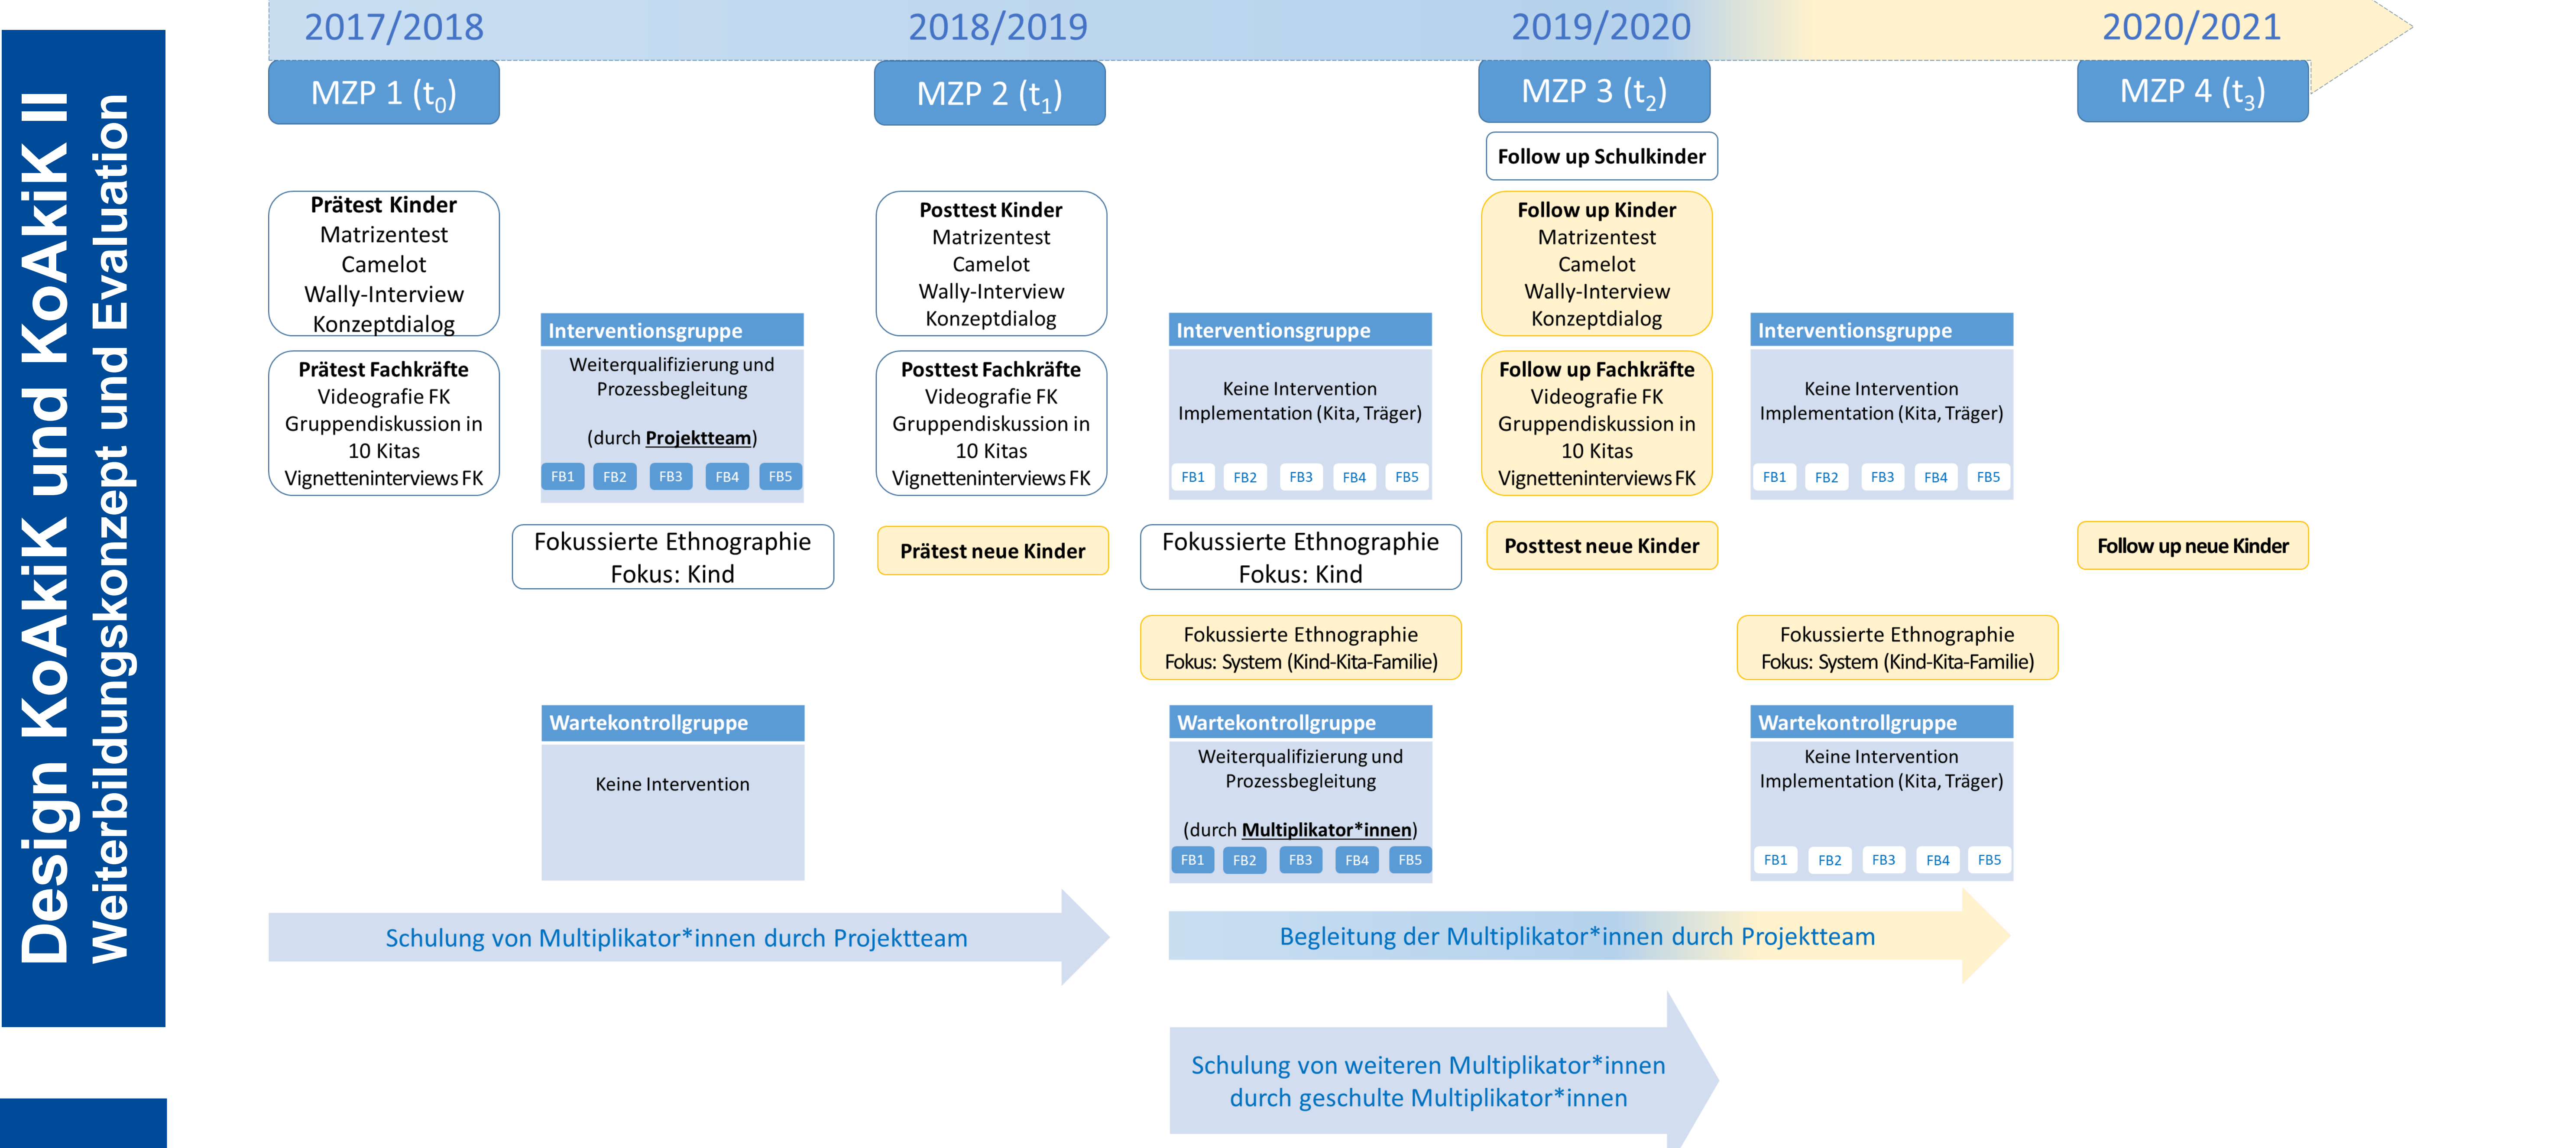 Design KoAkiK und KoAkiK II
Weiterbildungskonzept und Evaluation
2017/2018
2018/2019
2019/2020
2020/2021
MZP 1 (t0)
MZP 2 (t1)
MZP 3 (t2)
MZP 4 (t3)
Follow up Schulkinder
Prätest Kinder
Matrizentest
Camelot
Wally-Interview
Konzeptdialog
Posttest Kinder
Matrizentest
Camelot
Wally-Interview
Konzeptdialog
Follow up Kinder
Matrizentest
Camelot
Wally-Interview
Konzeptdialog
Prätest Fachkräfte
Videografie FK
Gruppendiskussion in
10 Kitas
Vignetteninterviews FK
Interventionsgruppe
Weiterqualifizierung und
Prozessbegleitung
(durch Projektteam)
FB1 FB2 FB3 FB4 FB5
Posttest Fachkräfte
Videografie FK
Gruppendiskussion in
10 Kitas
Vignetteninterviews FK
Interventionsgruppe
Keine Intervention
Implementation (Kita, Träger)
FB1 FB2 FB3 FB4 FB5
Follow up Fachkräfte
Videografie FK
Gruppendiskussion in
10 Kitas
Vignetteninterviews FK
Interventionsgruppe
Keine Intervention
Implementation (Kita, Träger)
FB1 FB2 FB3 FB4 FB5
Fokussierte Ethnographie
Fokus: Kind
Prätest neue Kinder
Fokussierte Ethnographie
Fokus: Kind
Posttest neue Kinder
Follow up neue Kinder
Fokussierte Ethnographie
Fokus: System (Kind-Kita-Familie)
Fokussierte Ethnographie
Fokus: System (Kind-Kita-Familie)
Wartekontrollgruppe
Keine Intervention
Wartekontrollgruppe
Weiterqualifizierung und
Prozessbegleitung
(durch Multiplikator*innen)
FB1 FB2 FB3 FB4 FB5
Wartekontrollgruppe
Keine Intervention
Implementation (Kita, Träger)
FB1 FB2 FB3 FB4 FB5
Schulung von Multiplikator*innen durch Projektteam
Begleitung der Multiplikator*innen durch Projektteam
Schulung von weiteren Multiplikator*innen
durch geschulte Multiplikator*innen